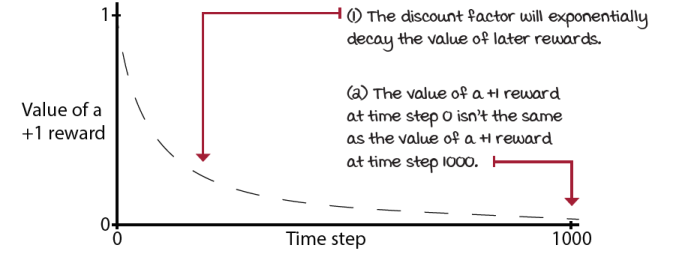 1
(1) The discount factor will exponentially
decay the value of later rewards.
(2) The value of a +1 reward
at time step 0 isn't the same
as the value of a +1 reward
at time step 1000.
Value of a
+1 reward
0
0
Time step
1000